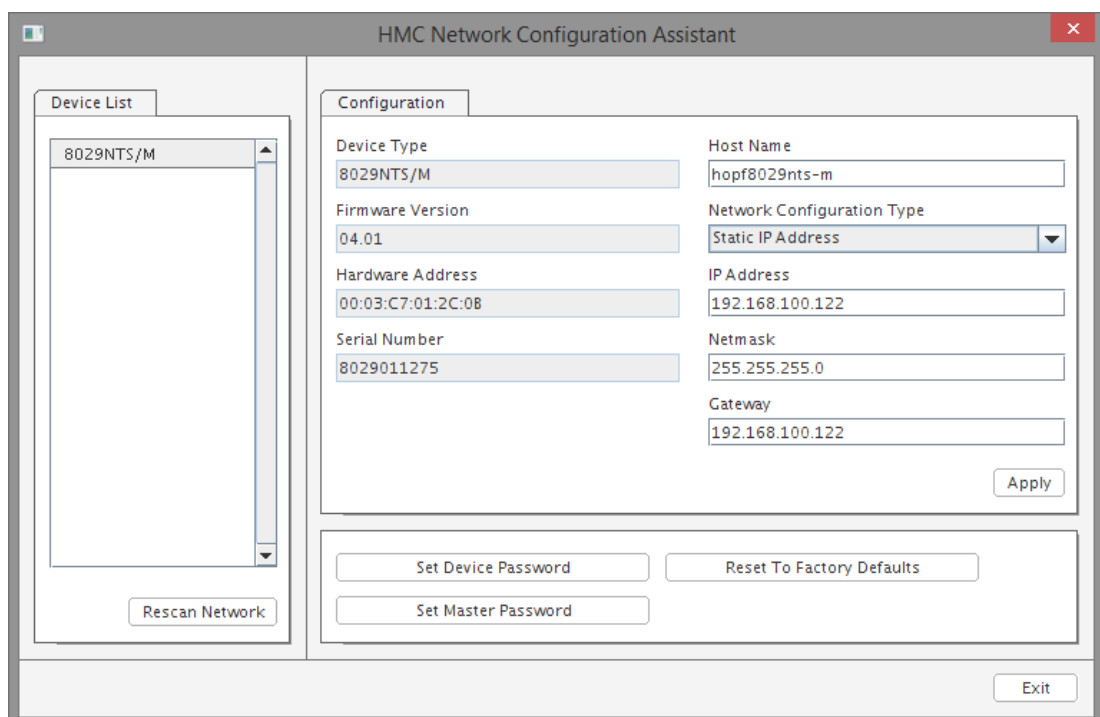 HMC Network Configuration Assistant
Device List
8029NTS/M
Rescan Network
Configuration
Device Type
8029NTS/M
Firmware Version
04.01
Hardware Address
00:03:C7:01:2C:0B
Serial Number
8029011275
Host Name
hopf8029nts-m
Network Configuration Type
Static IP Address
IP Address
192.168.100.122
Netmask
255.255.255.0
Gateway
192.168.100.122
Apply
Set Device Password
Reset To Factory Defaults
Set Master Password
Exit